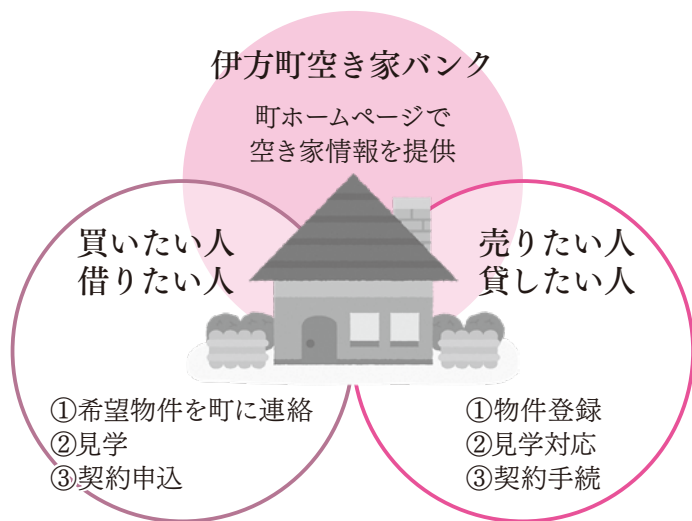 伊方町空き家バンク
町ホームページで
空き家情報を提供
買いたい人
借りたい人
①希望物件を町に連絡
②見学
③契約申込
売りたい人
貸したい人
①物件登録
②見学対応
③契約手続